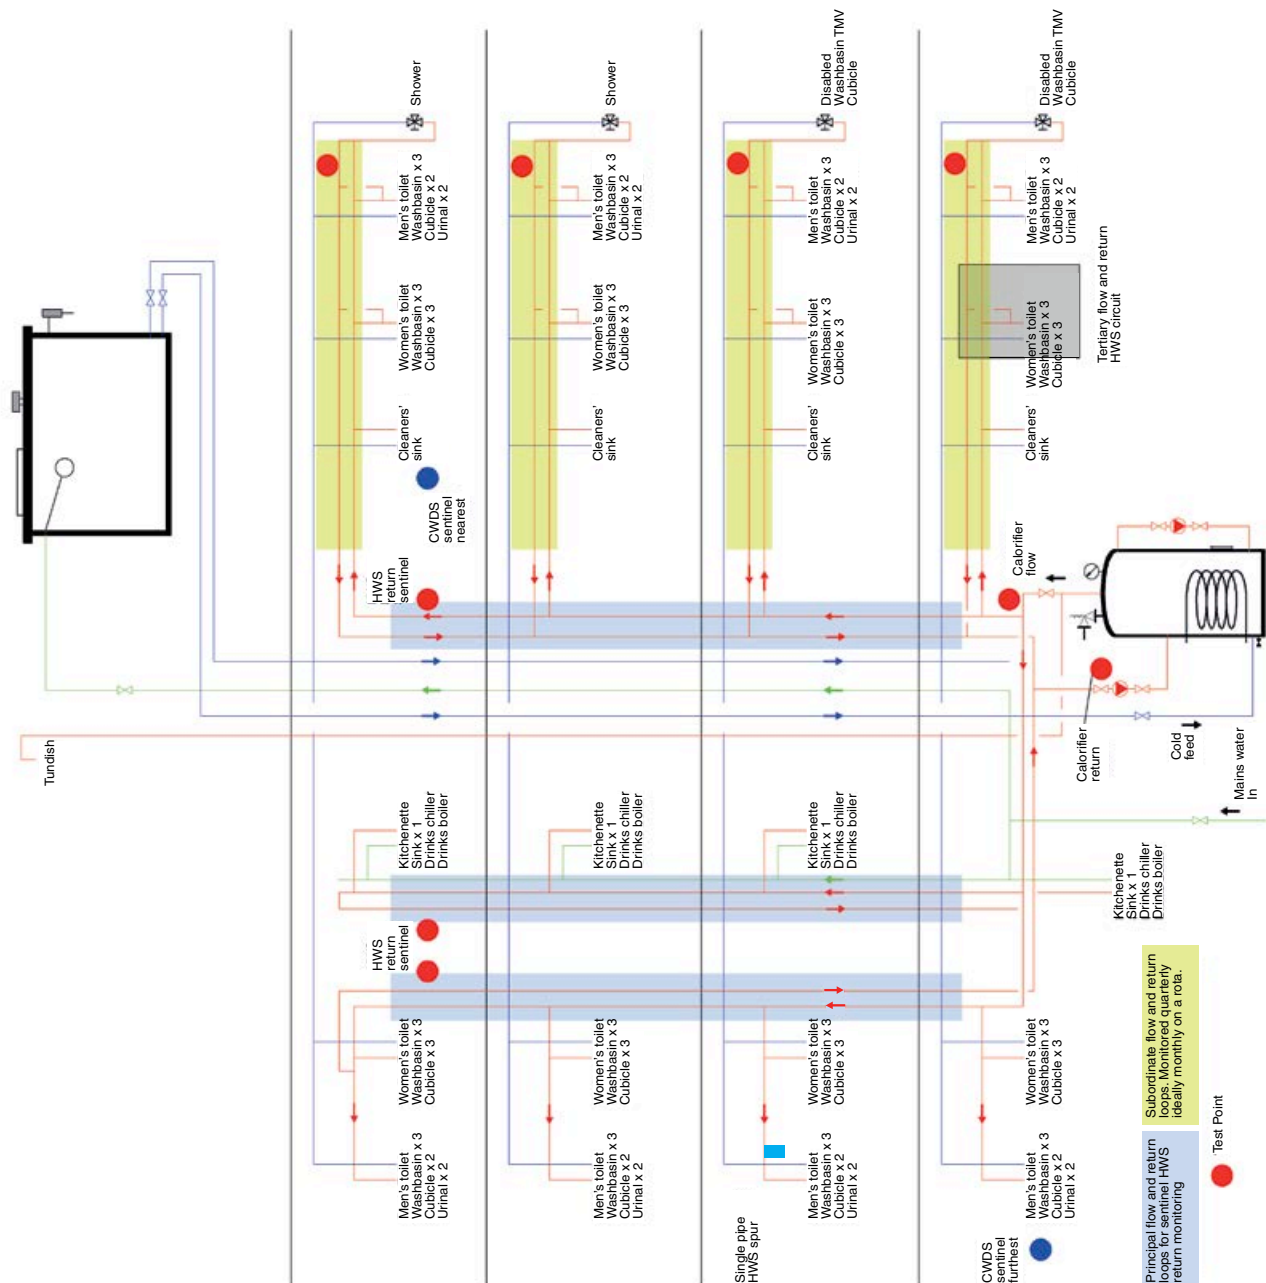 Tundish
Shower
Men's toilet
Washbasin x 3
Cubicle x 2
Urinal x 2
Women's toilet
Washbasin x 3
Cubicle x 3
Cleaners'
sink
CWDS
sentinel
nearest
HWS
return
sentinel
Kitchenette
Sink x 1
Drinks chiller
Drinks boiler
HWS
return
sentinel
Women's toilet
Washbasin x 3
Cubicle x 3
Men's toilet
Washbasin x 3
Cubicle x 2
Urinal x 2
Shower
Men's toilet
Washbasin x 3
Cubicle x 2
Urinal x 2
Women's toilet
Washbasin x 3
Cubicle x 3
Cleaners'
sink
Kitchenette
Sink x 1
Drinks chiller
Drinks boiler
Women's toilet
Washbasin x 3
Cubicle x 3
Men's toilet
Washbasin x 3
Cubicle x 2
Urinal x 2
Disabled
Washbasin TMV
Cubicle
Men's toilet
Washbasin x 3
Cubicle x 2
Urinal x 2
Women's toilet
Washbasin x 3
Cubicle x 3
Cleaners'
sink
Kitchenette
Sink x 1
Drinks chiller
Drinks boiler
Women's toilet
Washbasin x 3
Cubicle x 3
Men's toilet
Washbasin x 3
Cubicle x 2
Urinal x 2
Single pipe
HWS spur
Disabled
Washbasin TMV
Cubicle
Men's toilet
Washbasin x 3
Cubicle x 2
Urinal x 2
Women's toilet
Washbasin x 3
Cubicle x 3
Tertiary flow and return
HWS circuit
Cleaners'
sink
Calorifier
flow
Calorifier
return
Cold
feed
Mains water
In
Kitchenette
Sink x 1
Drinks chiller
Drinks boiler
Women's toilet
Washbasin x 3
Cubicle x 3
Men's toilet
Washbasin x 3
Cubicle x 2
Urinal x 2
CWDS
sentinel
furthest
Principal flow and return
loops for sentinel HWS
return monitoring
Subordinate flow and return
loops. Monitored quarterly
ideally monthly on a rota.
Test Point